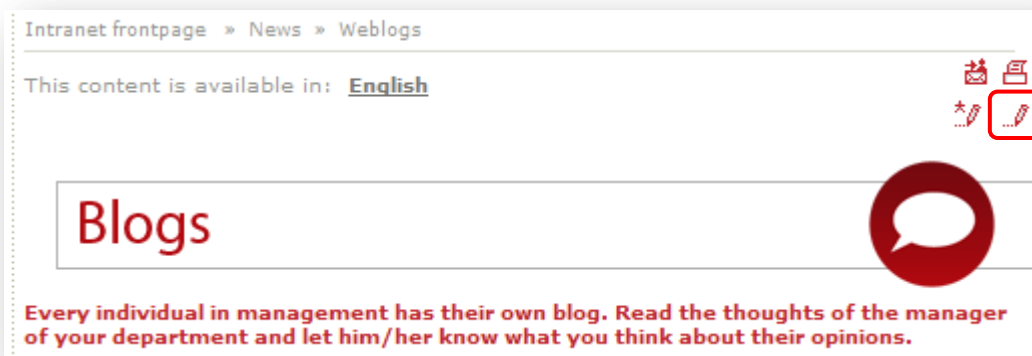 Intranet frontpage » News » Weblogs
This content is available in: English
Blogs
Every individual in management has their own blog. Read the thoughts of the manager
of your department and let him/her know what you think about their opinions.